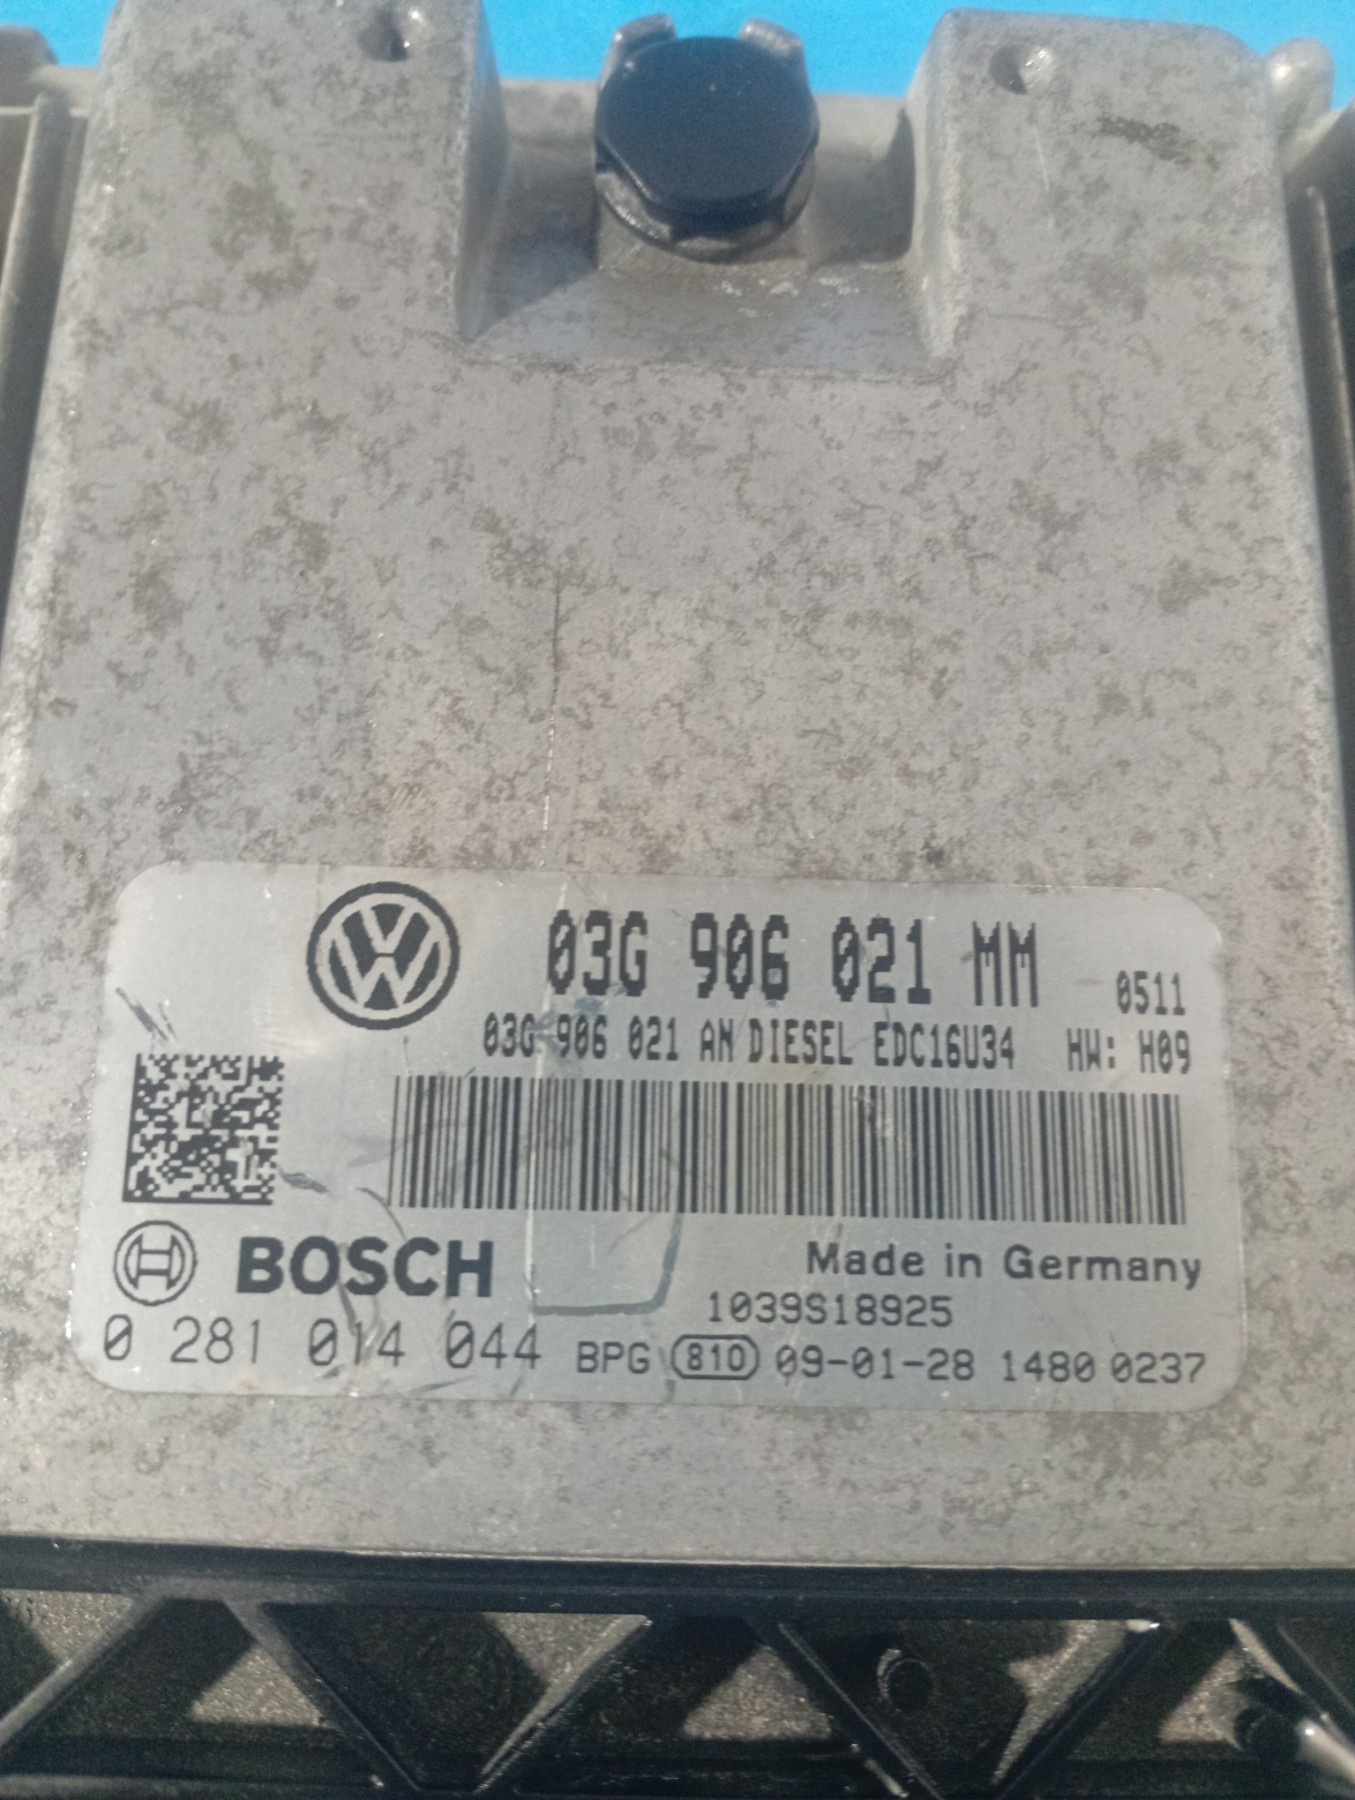 03G 906 021 MM 0511
03G 906 021 AN DIESEL EDC16U34 HW: H09
BOSCH
Made in Germany
1039S18925
0 281 014 044 BPG 810 09-01-28 1480 0237